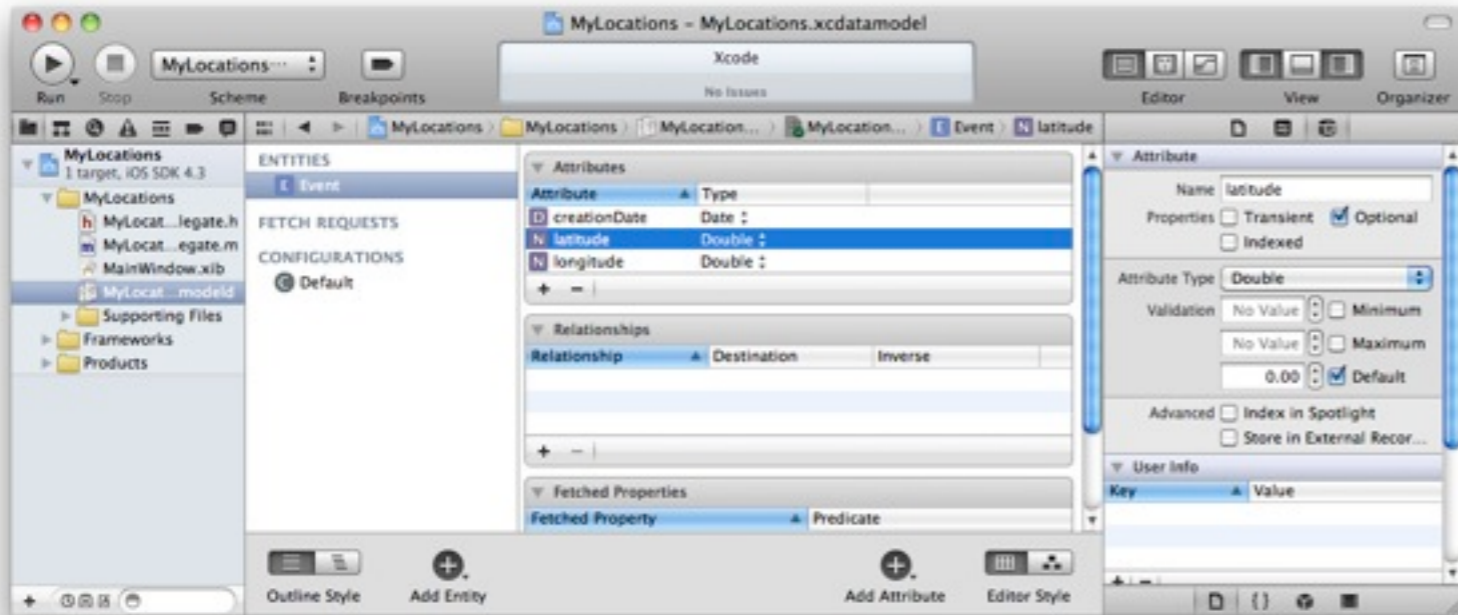 MyLocations – MyLocations.xcdatamodel
MyLocations...
Xcode
No Issues
Run Stop Scheme Breakpoints Editor View Organizer
MyLocations MyLocations MyLocation... MyLocation... Event latitude
MyLocations
1 target, iOS SDK 4.3
MyLocations
MyLocat...legate.h
MyLocat...egate.m
MainWindow.xib
MyLocat...modeld
Supporting Files
Frameworks
Products
ENTITIES
E Event
FETCH REQUESTS
CONFIGURATIONS
C Default
Attributes
Attribute Type
D creationDate Date
N latitude Double
N longitude Double
Relationships
Relationship Destination Inverse
Fetched Properties
Fetched Property Predicate
Outline Style Add Entity Add Attribute Editor Style
Attribute
Name latitude
Properties Transient Optional
Indexed
Attribute Type Double
Validation No Value Minimum
No Value Maximum
0.00 Default
Advanced Index in Spotlight
Store in External Recor...
User Info
Key Value